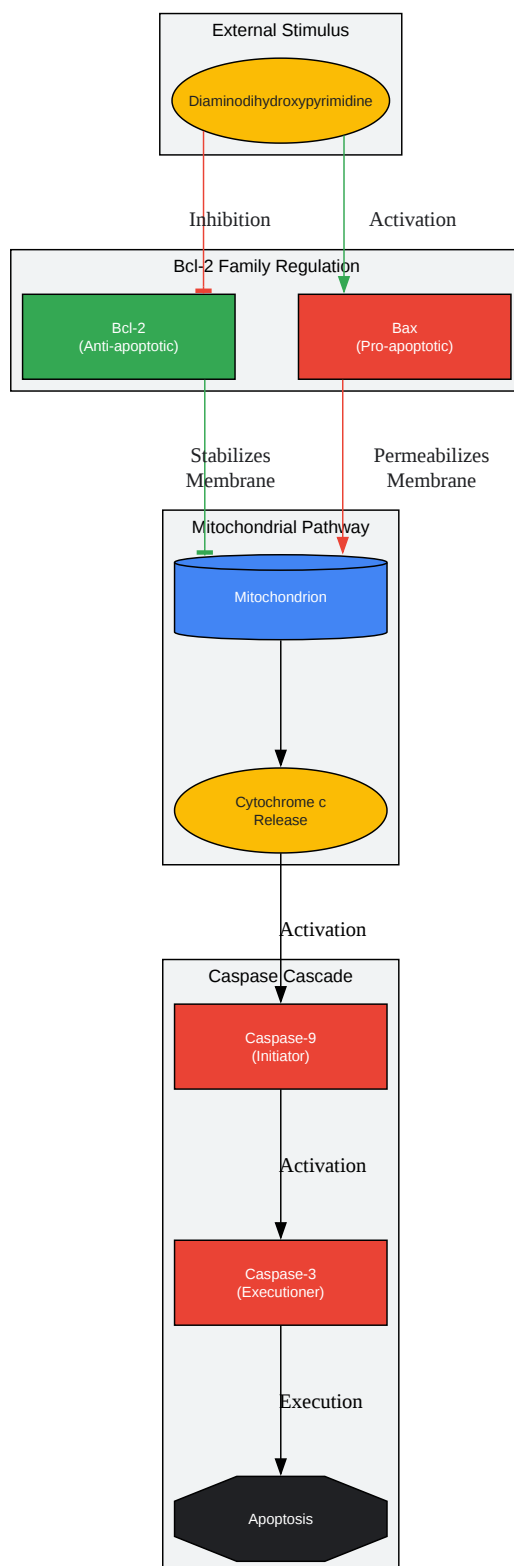 External Stimulus
Diaminodihydroxypyrimidine
Inhibition
Activation
Bcl-2 Family Regulation
Bcl-2
(Anti-apoptotic)
Bax
(Pro-apoptotic)
Stabilizes
Membrane
Permeabilizes
Membrane
Mitochondrial Pathway
Mitochondrion
Cytochrome c
Release
Activation
Caspase Cascade
Caspase-9
(Initiator)
Activation
Caspase-3
(Executioner)
Execution
Apoptosis